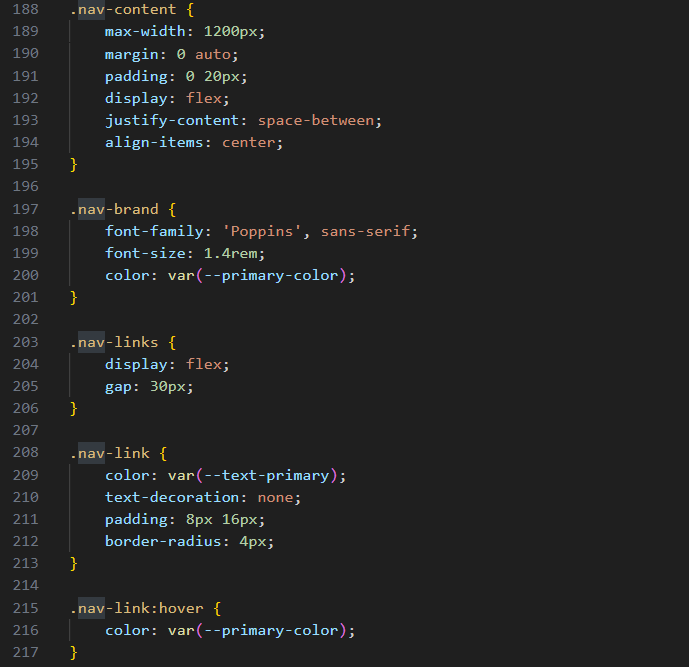 188 .nav-content {
189     max-width: 1200px;
190     margin: 0 auto;
191     padding: 0 20px;
192     display: flex;
193     justify-content: space-between;
194     align-items: center;
195 }
196
197 .nav-brand {
198     font-family: 'Poppins', sans-serif;
199     font-size: 1.4rem;
200     color: var(--primary-color);
201 }
202
203 .nav-links {
204     display: flex;
205     gap: 30px;
206 }
207
208 .nav-link {
209     color: var(--text-primary);
210     text-decoration: none;
211     padding: 8px 16px;
212     border-radius: 4px;
213 }
214
215 .nav-link:hover {
216     color: var(--primary-color);
217 }